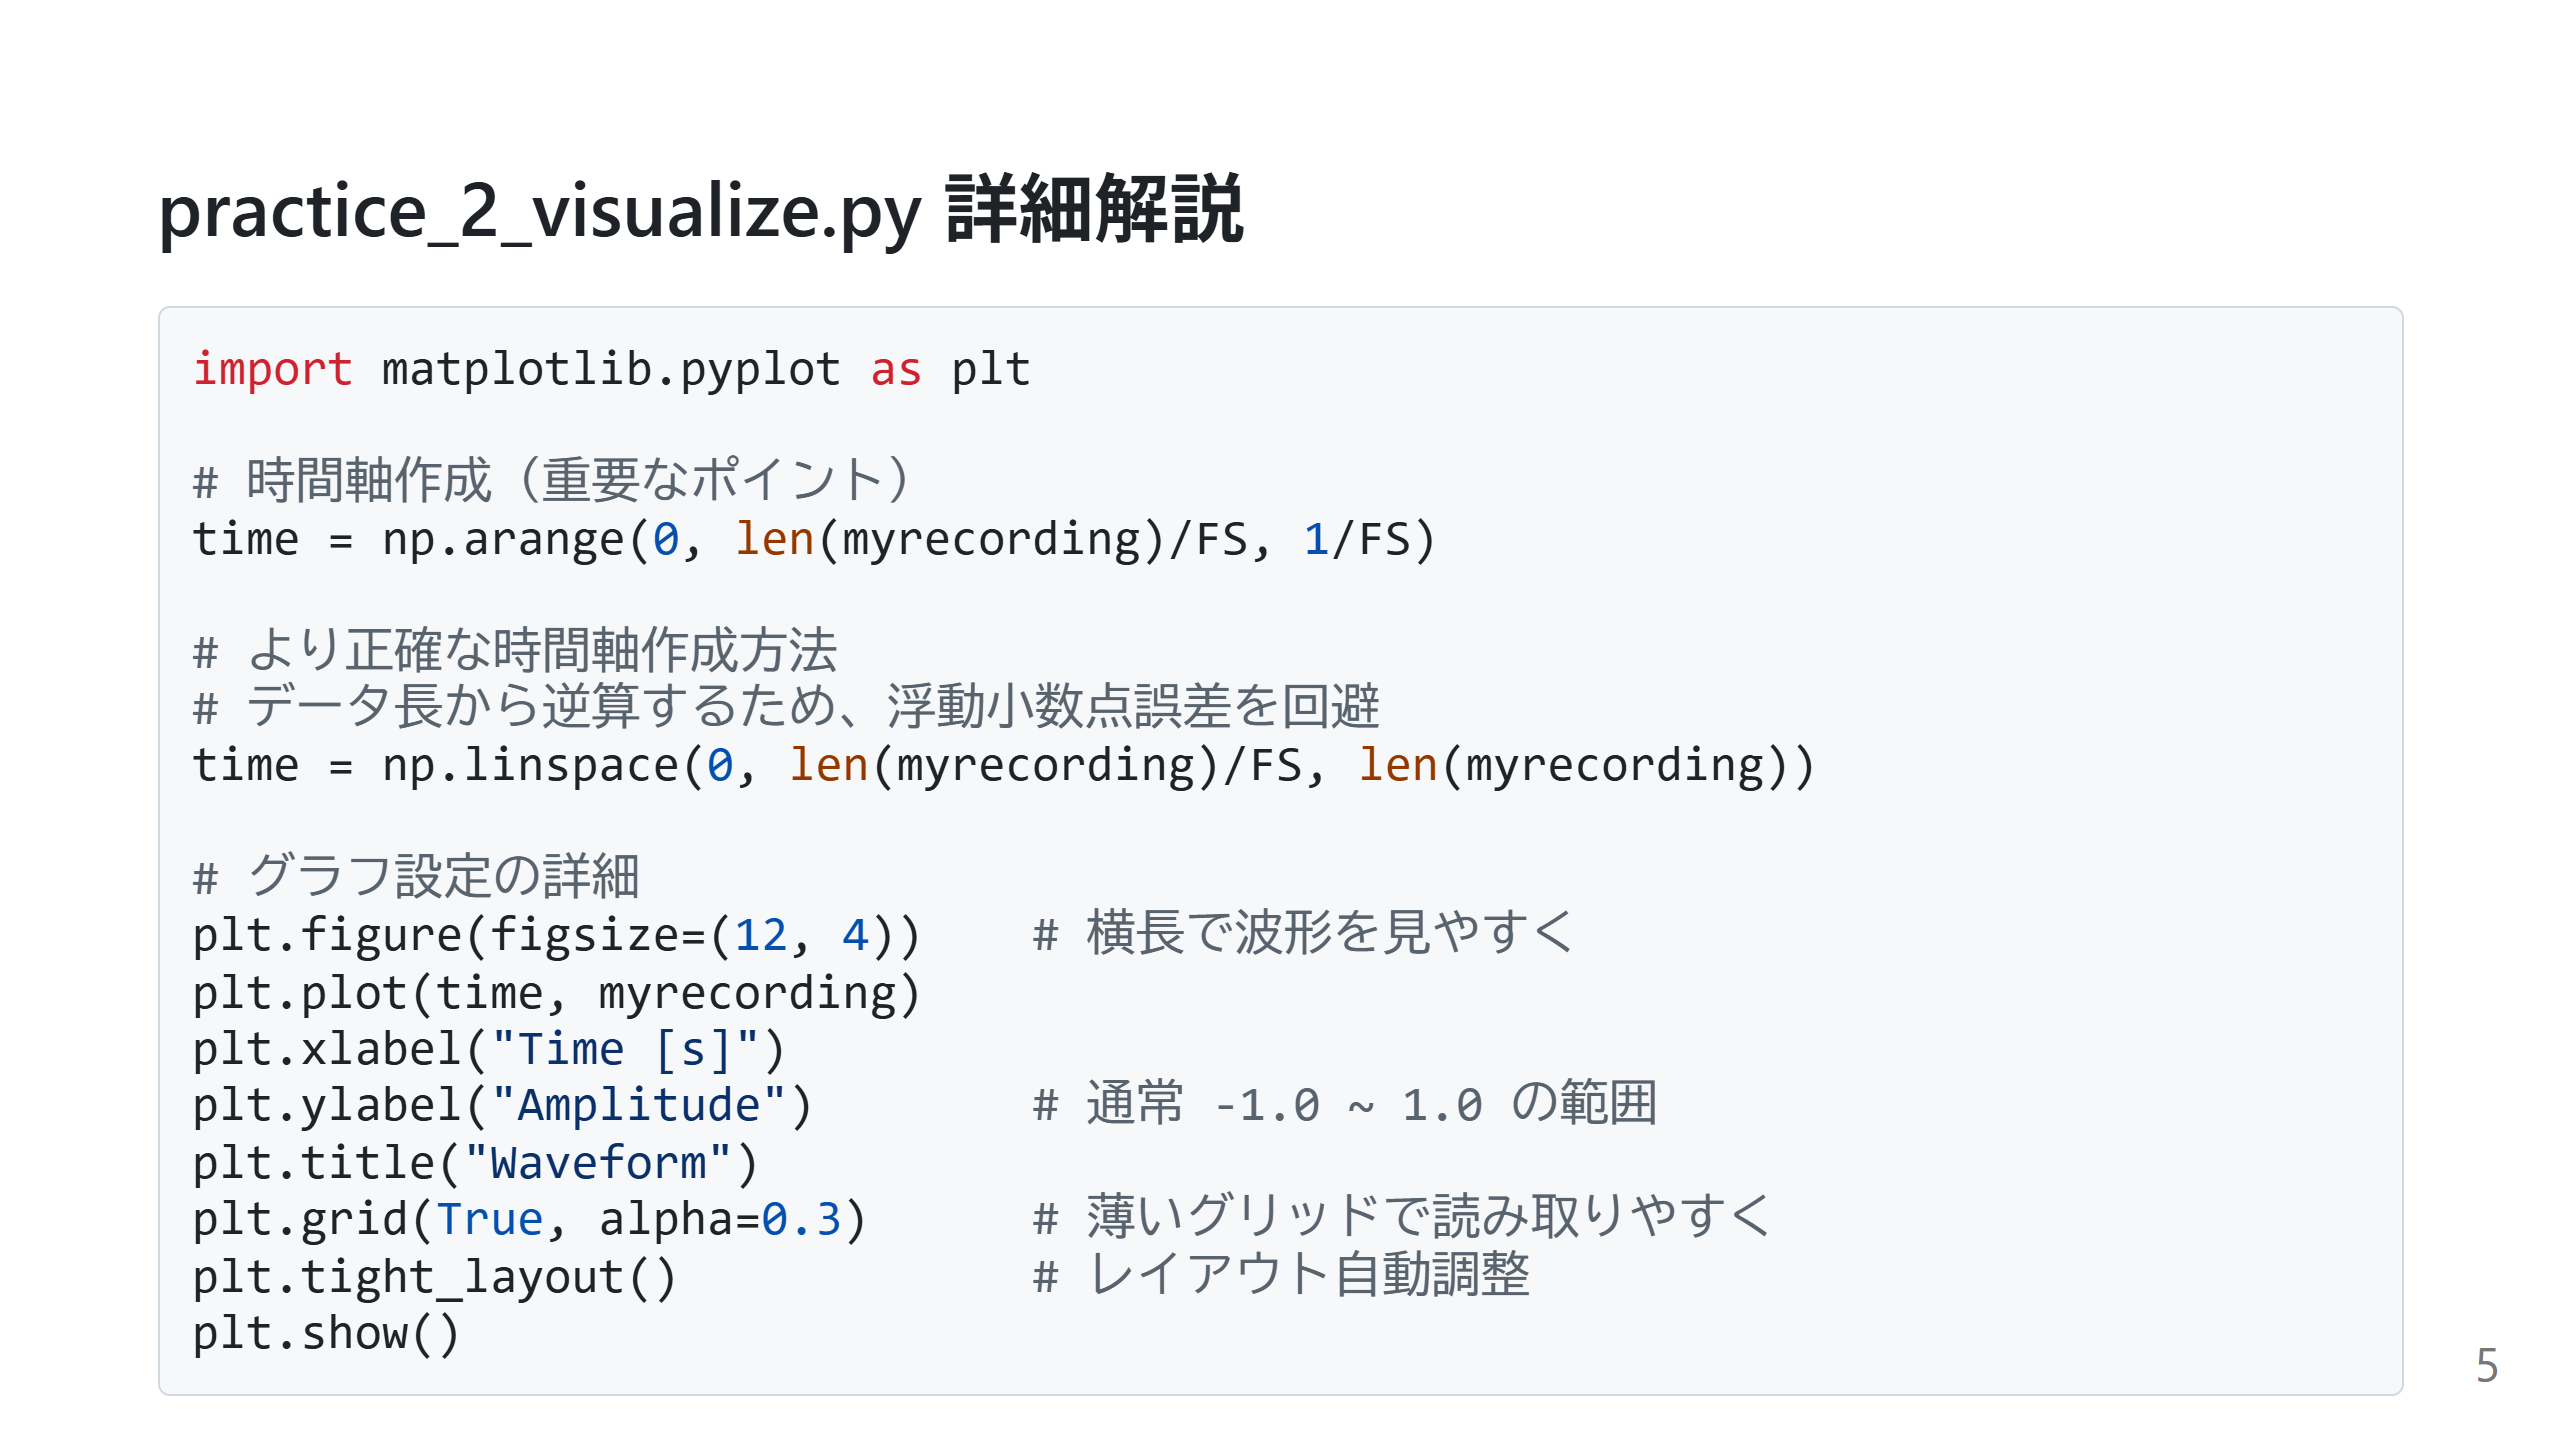 practice_2_visualize.py 詳細解説
import matplotlib.pyplot as plt
# 時間軸作成（重要なポイント）
time = np.arange(0, len(myrecording)/FS, 1/FS)
# より正確な時間軸作成方法
# データ長から逆算するため、浮動小数点誤差を回避
time = np.linspace(0, len(myrecording)/FS, len(myrecording))
# グラフ設定の詳細
plt.figure(figsize=(12, 4))    # 横長で波形を見やすく
plt.plot(time, myrecording)
plt.xlabel("Time [s]")
plt.ylabel("Amplitude")        # 通常 -1.0 ~ 1.0 の範囲
plt.title("Waveform")
plt.grid(True, alpha=0.3)      # 薄いグリッドで読み取りやすく
plt.tight_layout()             # レイアウト自動調整
plt.show()
5